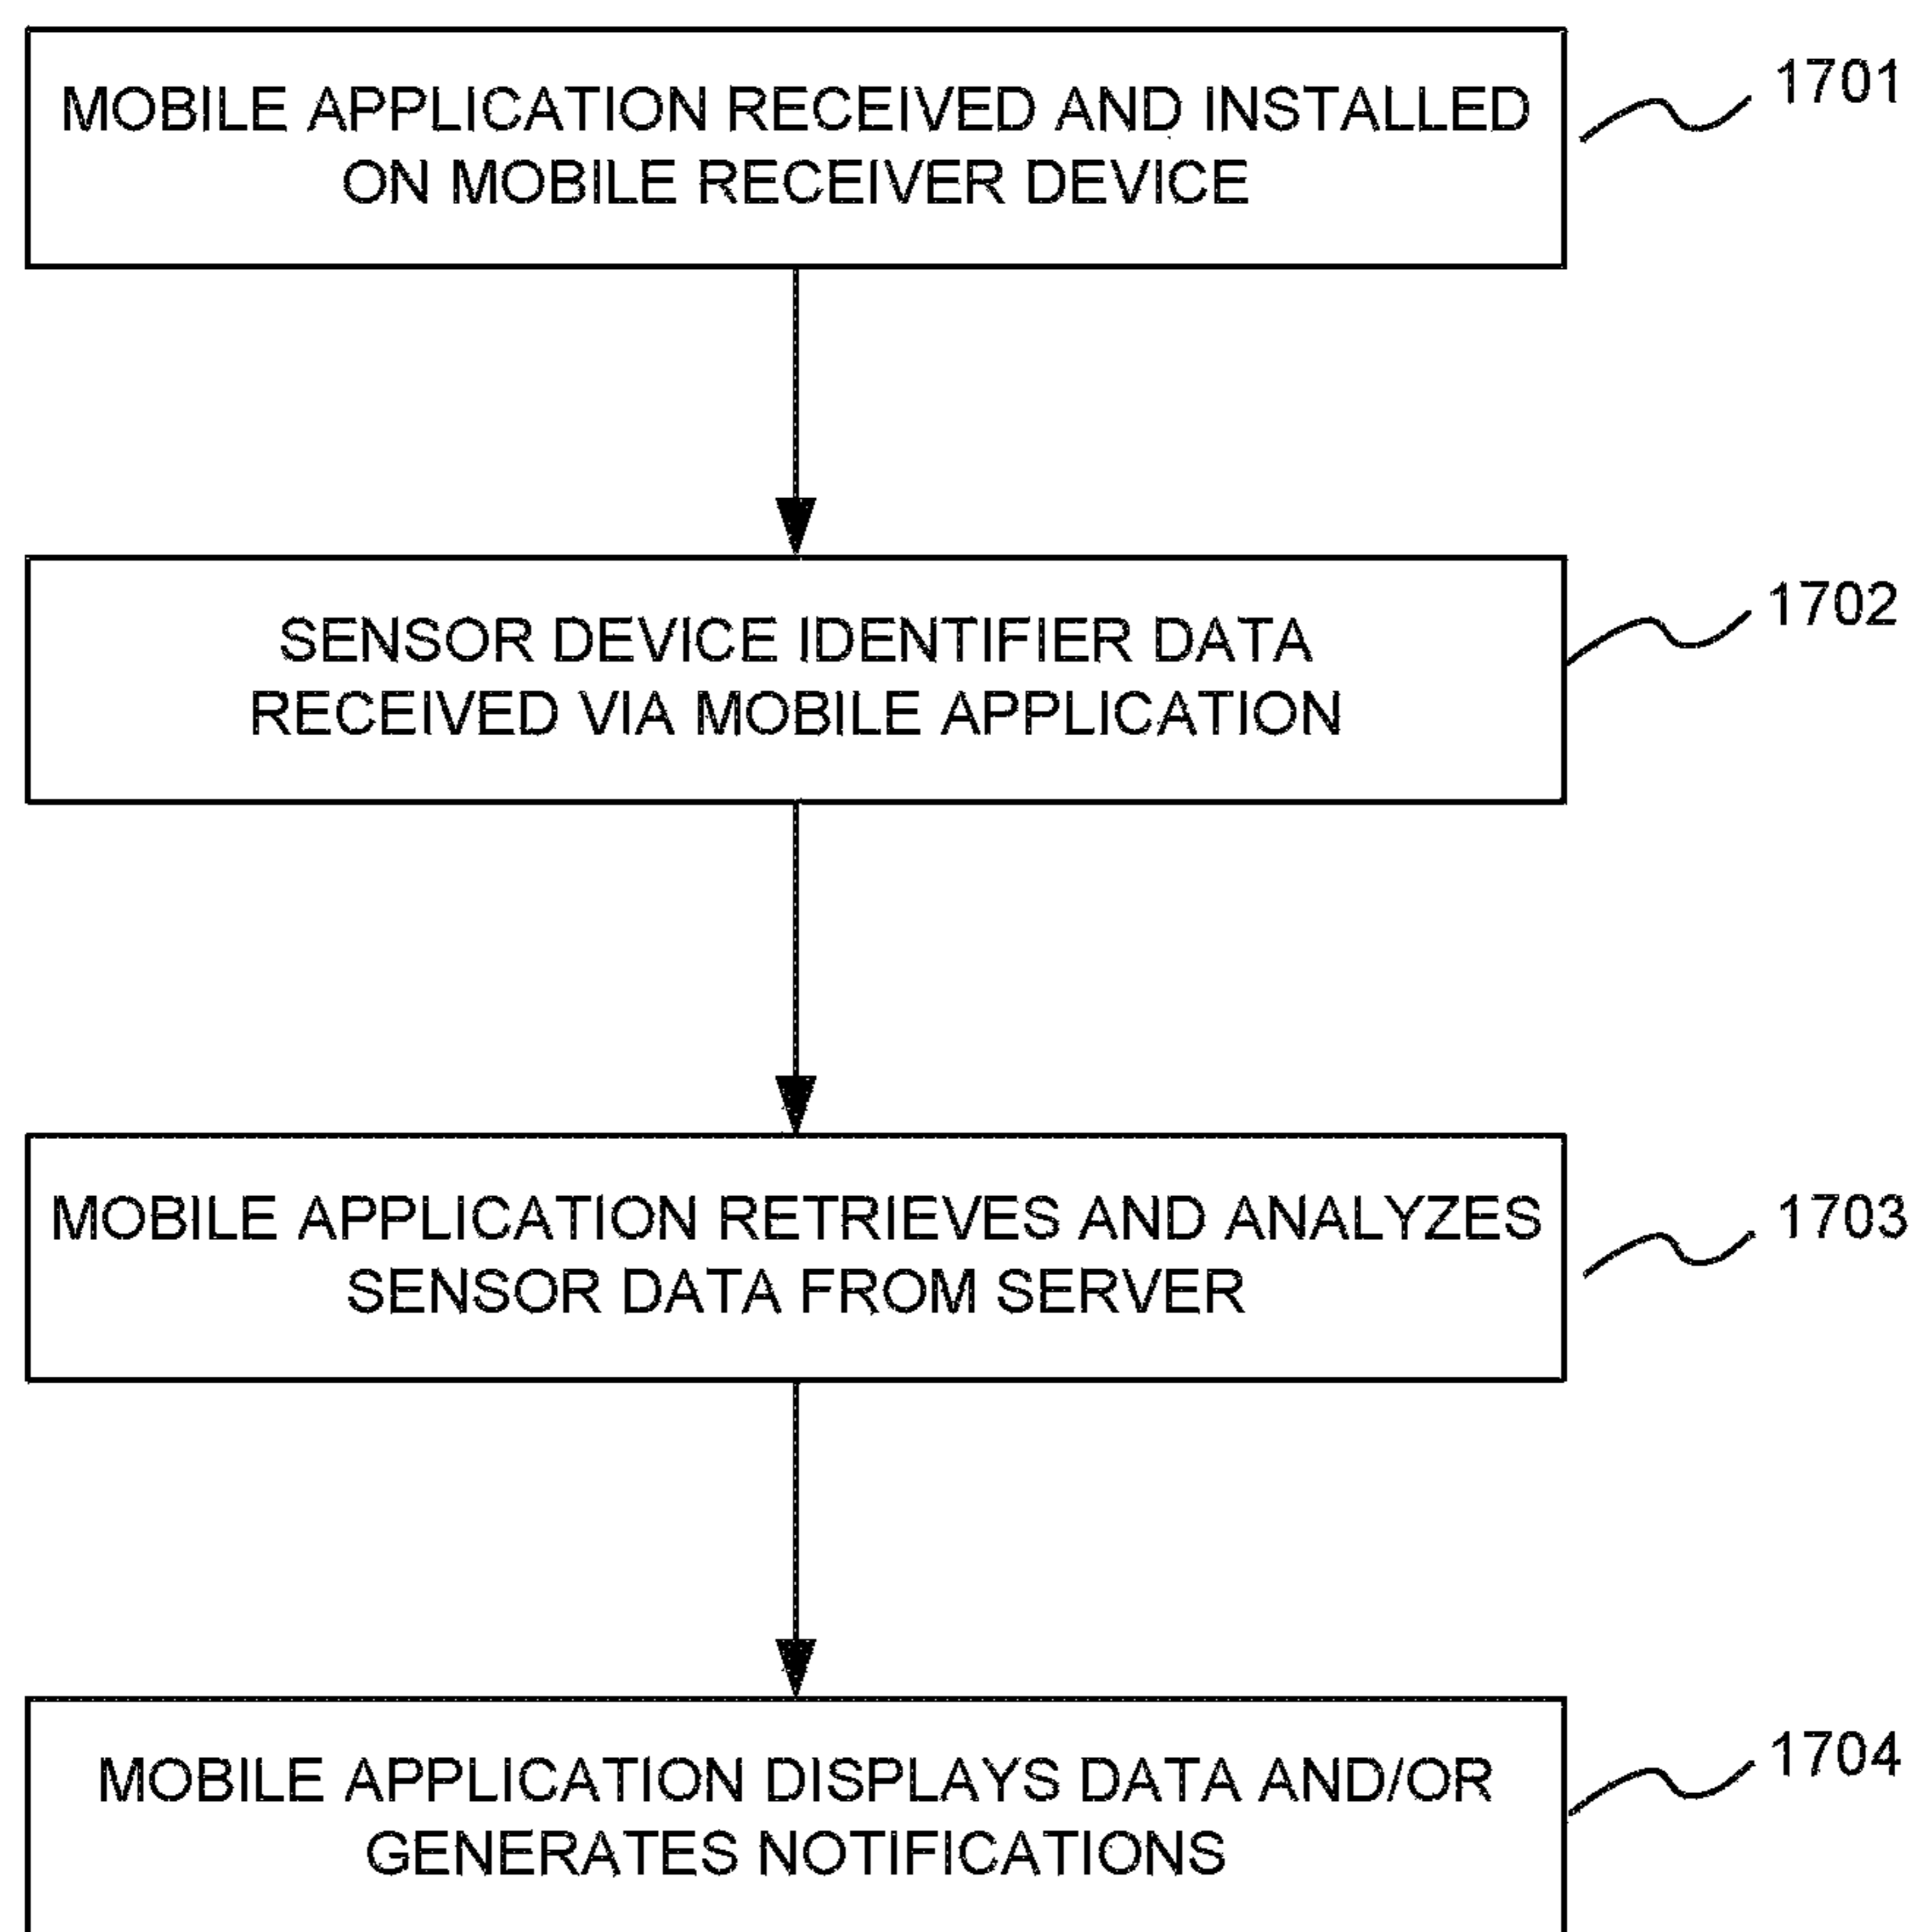 MOBILE APPLICATION RECEIVED AND INSTALLED
ON MOBILE RECEIVER DEVICE
1701
SENSOR DEVICE IDENTIFIER DATA
RECEIVED VIA MOBILE APPLICATION
1702
MOBILE APPLICATION RETRIEVES AND ANALYZES
SENSOR DATA FROM SERVER
1703
MOBILE APPLICATION DISPLAYS DATA AND/OR
GENERATES NOTIFICATIONS
1704